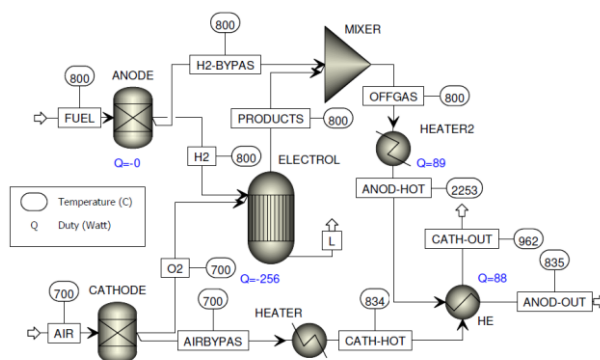 800
MIXER
ANODE
H2-BYPAS
800
FUEL
OFFGAS
800
PRODUCTS
800
HEATER2
H2
800
ELECTROL
Q=-0
Q=89
ANOD-HOT
2253
Temperature (C)
Q Duty (Watt)
L
CATH-OUT
962
O2
700
Q=-256
835
Q=88
700
CATHODE
700
HEATER
834
ANOD-OUT
AIR
AIRBYPAS
CATH-HOT
HE